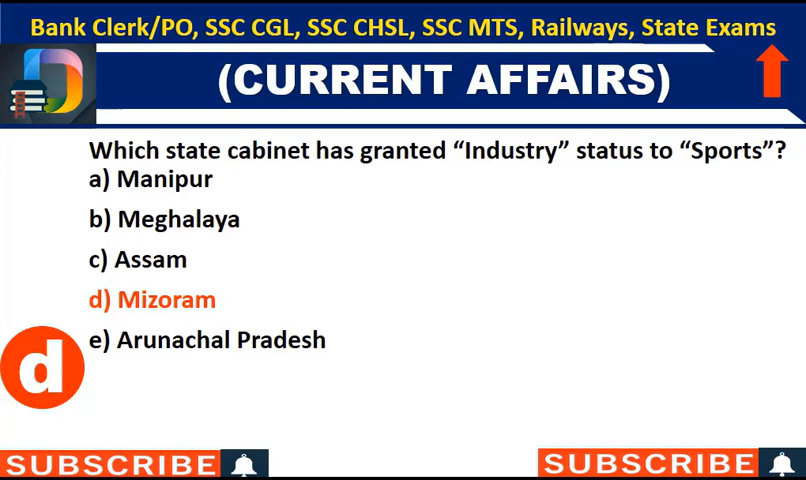 Bank Clerk/PO, SSC CGL, SSC CHSL, SSC MTS, Railways, State Exams
(CURRENT AFFAIRS)
Which state cabinet has granted “Industry” status to “Sports”?
a) Manipur
b) Meghalaya
c) Assam
d) Mizoram
e) Arunachal Pradesh
d
SUBSCRIBE
SUBSCRIBE